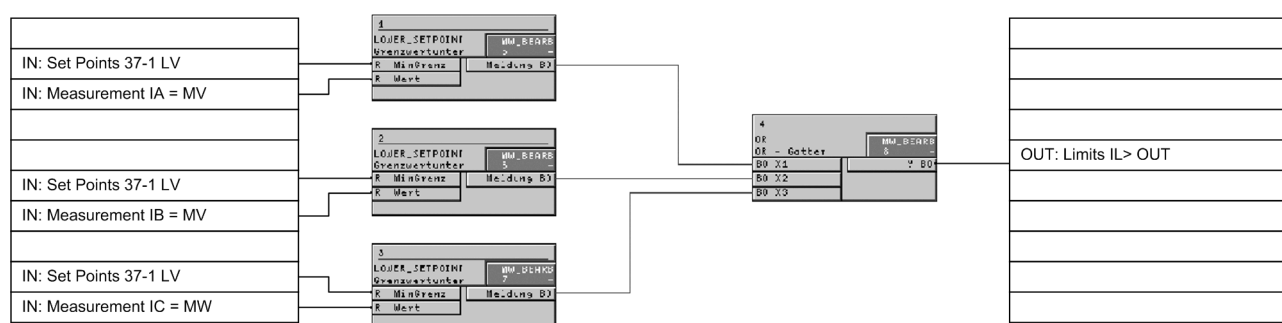 IN: Set Points 37-1 LV
IN: Measurement IA = MV
IN: Set Points 37-1 LV
IN: Measurement IB = MV
IN: Set Points 37-1 LV
IN: Measurement IC = MW
1
LOWER_SETPOINT
MW_BEARB
Grenzwertunter
5 -
R MinGrenz
Meldung BO
R Wert
2
LOWER_SETPOINT
MW_BEARB
Grenzwertunter
-
R MinGrenz
Meldung BO
R Wert
3
LOWER_SETPOINT
MW_BEARB
Grenzwertunter
7 -
R MinGrenz
Meldung BO
R Wert
4
OR
MW_BEARB
OR - Gatter
8 -
BO X1
Y BO
BO X2
BO X3
OUT: Limits IL> OUT